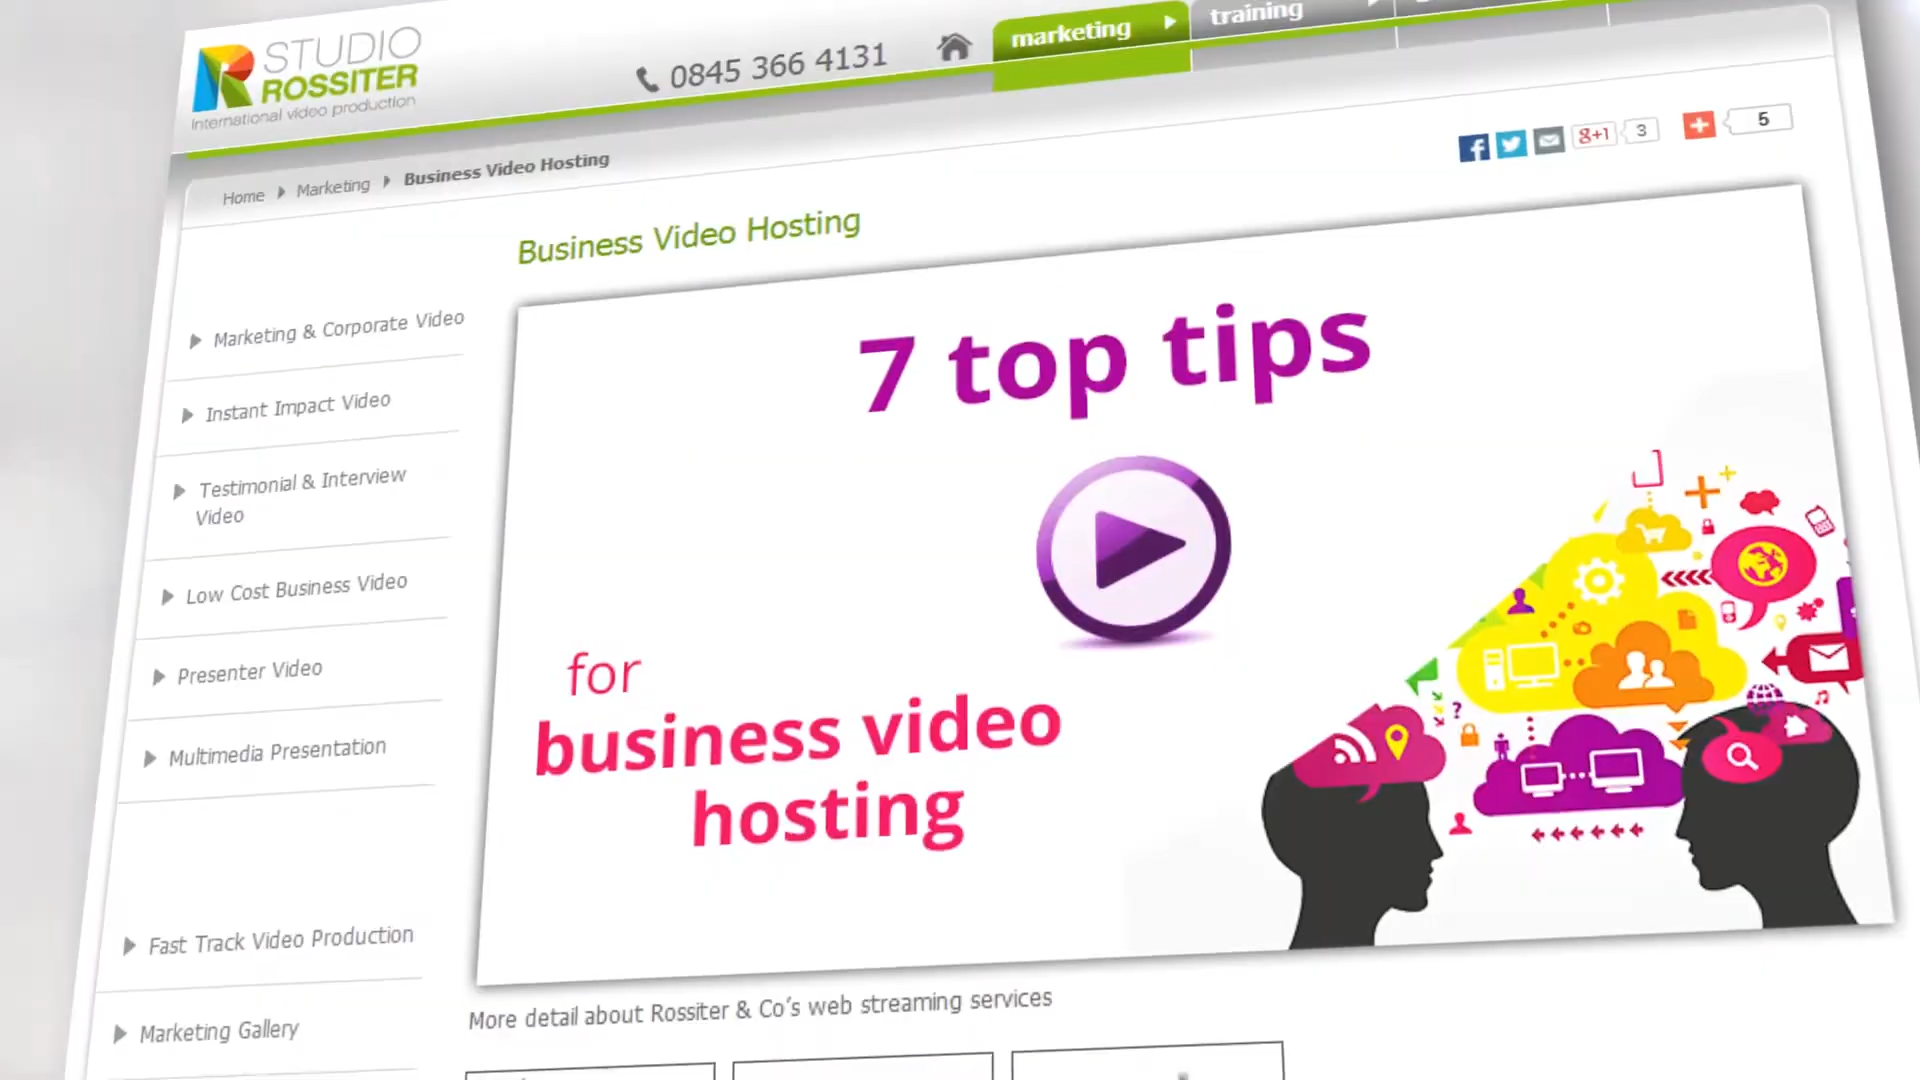 STUDIO
ROSSITER
International video production
0845 366 4131
marketing
training
g+1
3
5
Home
Marketing
Business Video Hosting
Business Video Hosting
Marketing & Corporate Video
Instant Impact Video
Testimonial & Interview
Video
Low Cost Business Video
Presenter Video
Multimedia Presentation
Fast Track Video Production
Marketing Gallery
7 top tips
for
business video
hosting
?
More detail about Rossiter & Co’s web streaming services